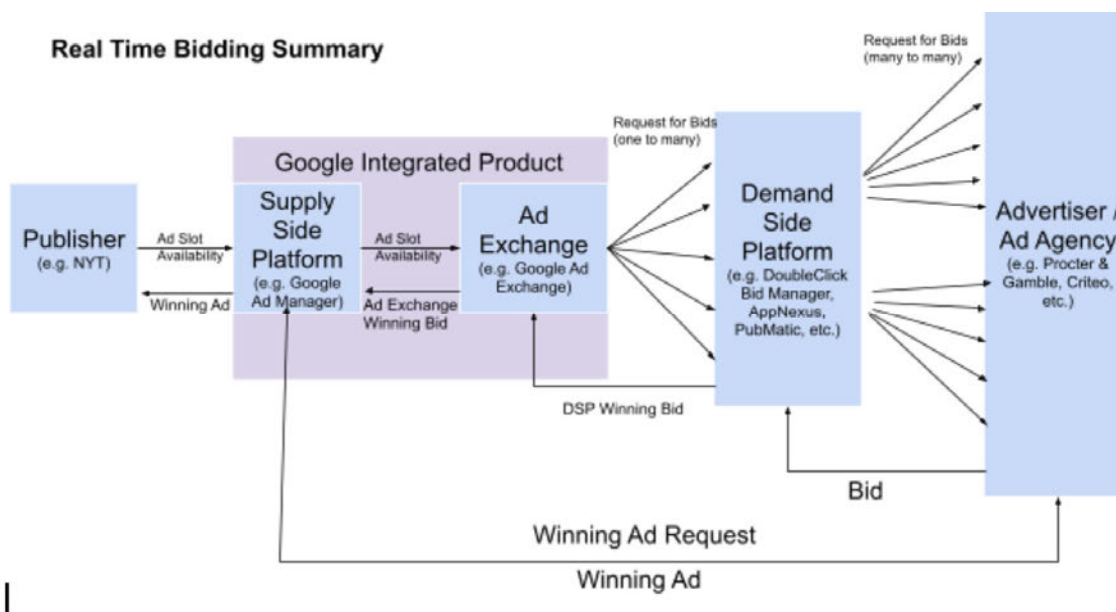 Real Time Bidding Summary
Request for Bids
(many to many)
Request for Bids
(one to many)
Google Integrated Product
Publisher
(e.g. NYT)
Ad Slot
Availability
Winning Ad
Supply
Side
Platform
(e.g. Google
Ad Manager)
Ad Slot
Availability
Ad Exchange
Winning Bid
Ad
Exchange
(e.g. Google Ad
Exchange)
Demand
Side
Platform
(e.g. DoubleClick
Bid Manager,
AppNexus,
PubMatic, etc.)
Advertiser /
Ad Agency
(e.g. Procter &
Gamble, Criteo,
etc.)
DSP Winning Bid
Bid
Winning Ad Request
Winning Ad